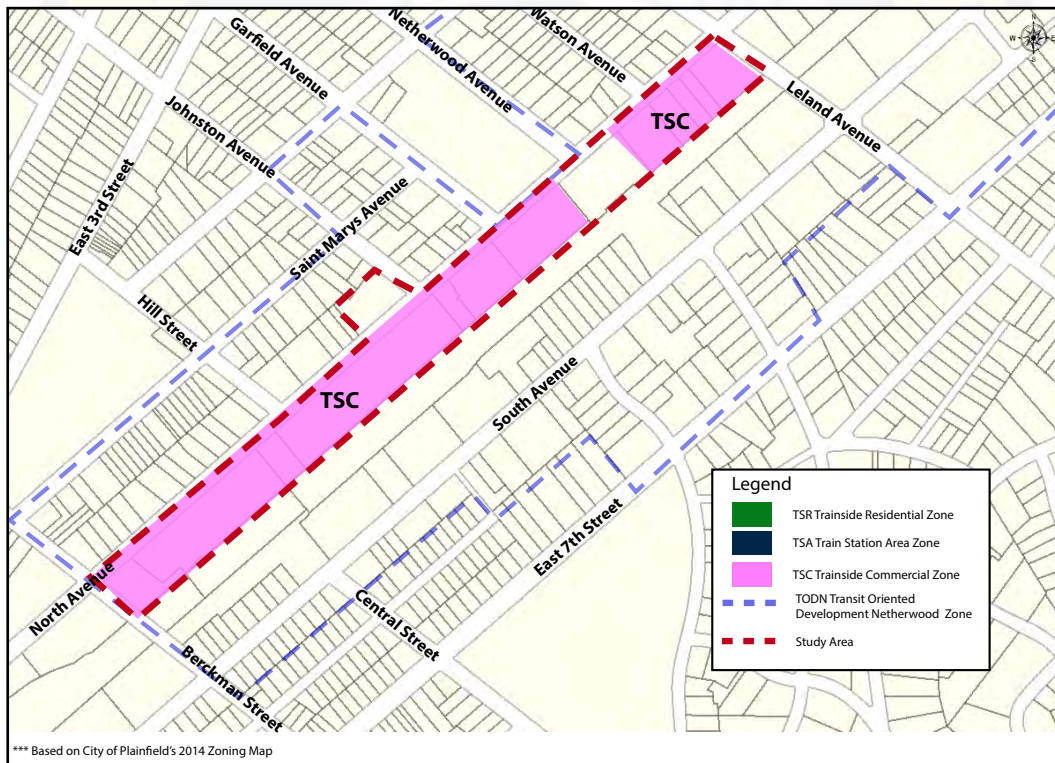 Netherwood Avenue
Watson Avenue
Garfield Avenue
N
W
E
S
Leland Avenue
Johnston Avenue
TSC
East 3rd Street
Saint Marys Avenue
Hill Street
TSC
South Avenue
East 7th Street
North Avenue
Central Street
Berckman Street
Legend
TSR Trainside Residential Zone
TSA Train Station Area Zone
TSC Trainside Commercial Zone
TODN Transit Oriented
Development Netherwood Zone
Study Area
*** Based on City of Plainfield's 2014 Zoning Map